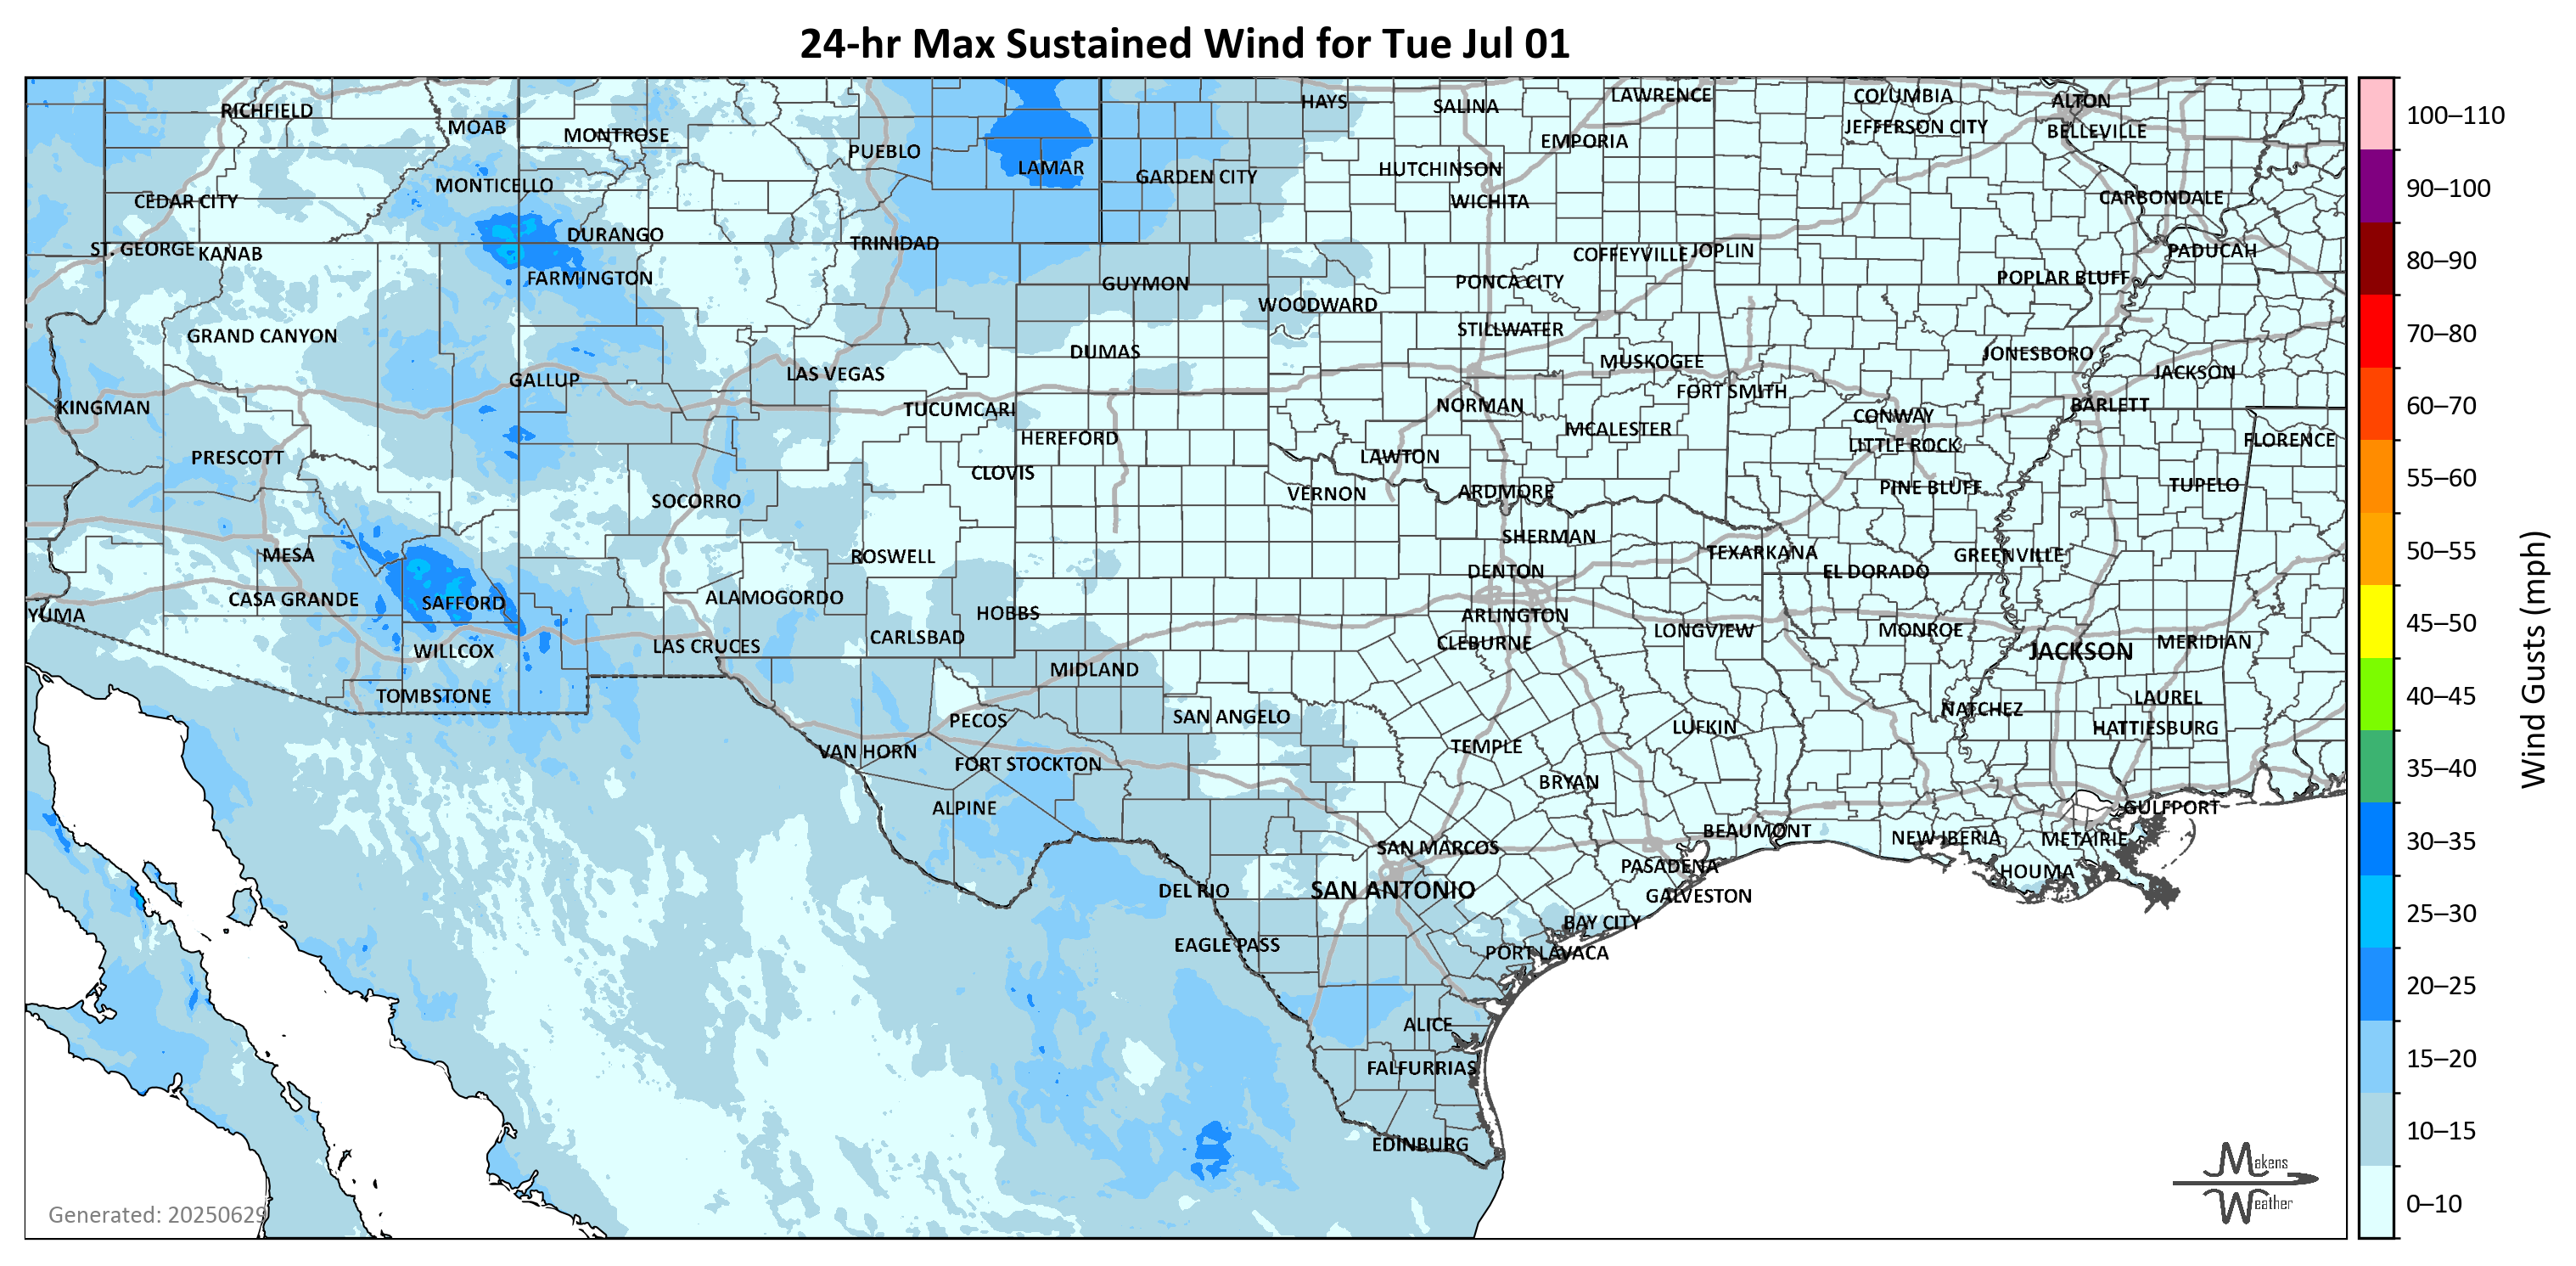 24-hr Max Sustained Wind for Tue Jul 01
RICHFIELD
MOAB
MONTROSE
PUEBLO
LAMAR
GARDEN CITY
HAYS
SALINA
LAWRENCE
EMPORIA
HUTCHINSON
WICHITA
COLUMBIA
JEFFERSON CITY
ALTON
BELLEVILLE
CARBONDALE
PADUCAH
CEDAR CITY
MONTICELLO
ST. GEORGE
KANAB
DURANGO
TRINIDAD
FARMINGTON
GUYMON
WOODWARD
PONCA CITY
COFFEYVILLE
JOPLIN
POPLAR BLUFF
GRAND CANYON
DUMAS
STILLWATER
MUSKOGEE
JONESBORO
JACKSON
KINGMAN
GALLUP
LAS VEGAS
TUCUMCARI
HEREFORD
NORMAN
FORT SMITH
MCALESTER
CONWAY
LITTLE ROCK
BARLETT
FLORENCE
PRESCOTT
SOCORRO
CLOVIS
LAWTON
VERNON
ARDMORE
PINE BLUFF
TUPELO
MESA
ROSWELL
SHERMAN
TEXARKANA
GREENVILLE
DENTON
EL DORADO
YUMA
CASA GRANDE
SAFFORD
ALAMOGORDO
HOBBS
ARLINGTON
CLEBURNE
LONGVIEW
MONROE
JACKSON
MERIDIAN
WILLCOX
LAS CRUCES
CARLSBAD
MIDLAND
TOMBSTONE
PECOS
SAN ANGELO
LUFKIN
NATCHEZ
LAUREL
HATTIESBURG
VAN HORN
FORT STOCKTON
TEMPLE
BRYAN
ALPINE
BEAUMONT
NEW IBERIA
METAIRIE
GULFPORT
SAN MARCOS
PASADENA
HOUMA
DEL RIO
SAN ANTONIO
GALVESTON
BAY CITY
EAGLE PASS
PORT LAVACA
ALICE
FALFURRIAS
EDINBURG
Generated: 20250629
Makens
Weather
100–110
90–100
80–90
70–80
60–70
55–60
50–55
45–50
40–45
35–40
30–35
25–30
20–25
15–20
10–15
0–10
Wind Gusts (mph)